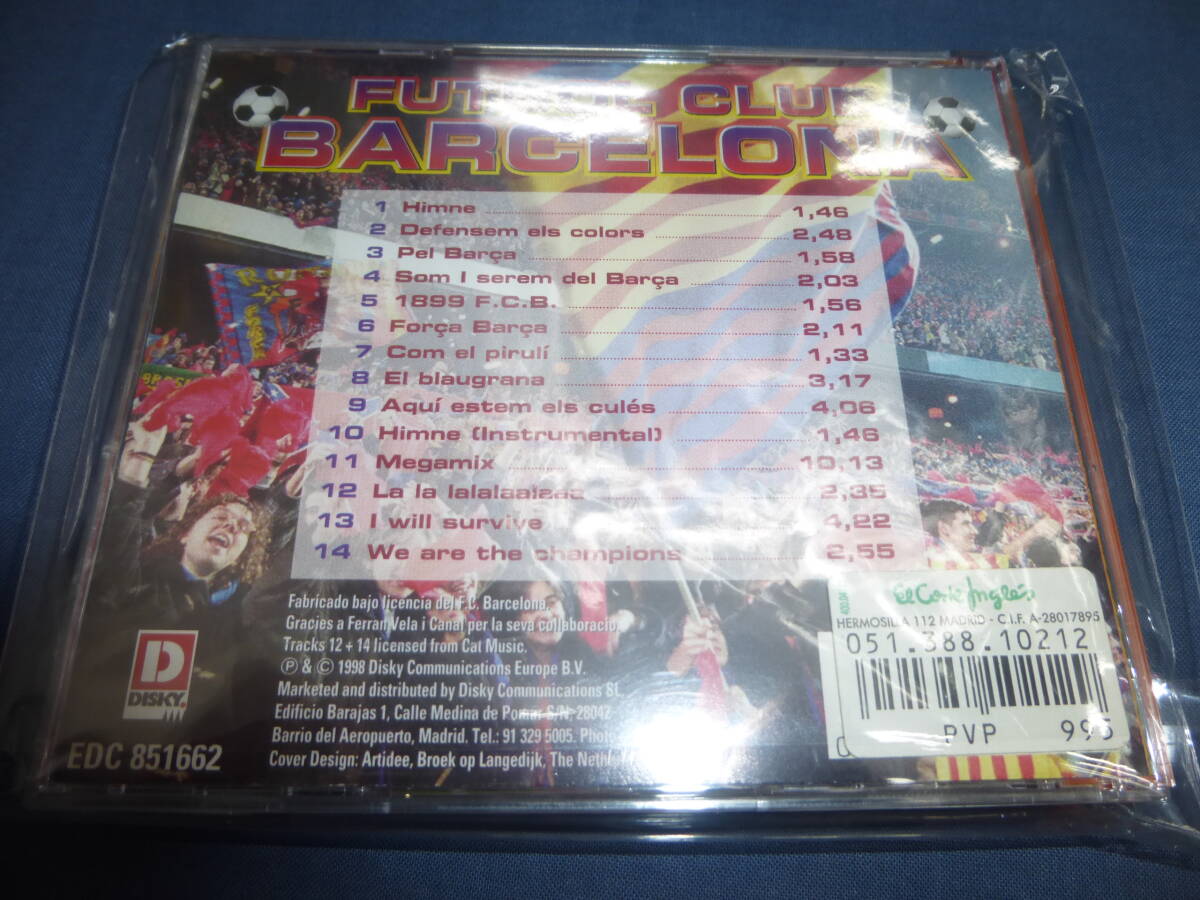 CLUB
BARCELONA
1 Himne 1,46
2 Defensem els colors 2,48
3 Pel Barça 1,58
4 Som I serem del Barça 2,03
5 1899 F.C.B. 1,56
6 Força Barça 2,11
7 Com el pirulí 1,33
8 El blaugrana 3,17
9 Aquí estem els culés 4,06
10 Himne (Instrumental) 1,46
11 Megamix 10,13
12 La la 2,35
13 I will survive 4,22
14 We are the champions 2,55
Fabricado bajo licencia del F.C. Barcelona.
Gracies a Ferran Vela i Canal per la seva collaboracio.
Tracks 12 + 14 licensed from Cat Music.
℗ & © 1998 Disky Communications Europe B.V.
Marketed and distributed by Disky Communications SL
Edificio Barajas 1, Calle Medina de Pomar S/N, 28042
Barrio del Aeropuerto, Madrid. Tel.: 91 329 5005. Photo
Cover Design: Artidee, Broek op Langedijk, The
D
DISKY.
EDC 851662
El Corte Inglés
HERMOSILLA 112 MADRID - C.I.F. A-28017895
051.388.10212
PVP 995